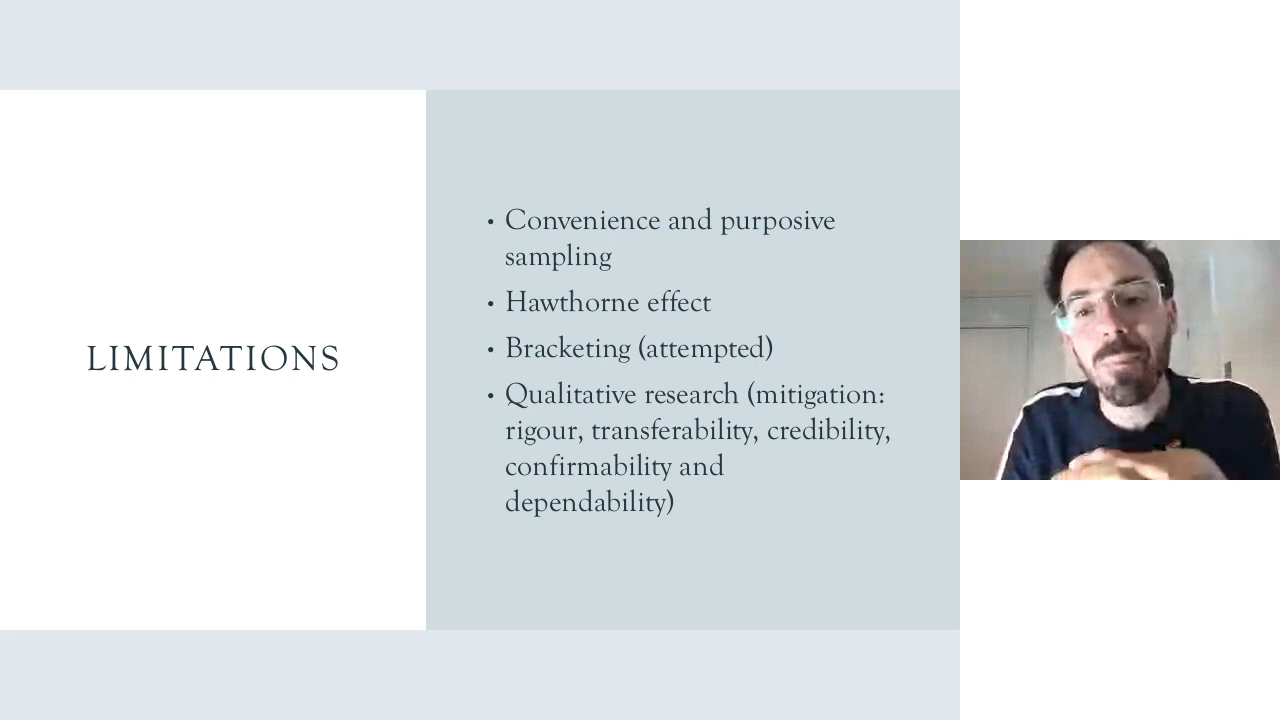 LIMITATIONS
• Convenience and purposive
sampling
• Hawthorne effect
• Bracketing (attempted)
• Qualitative research (mitigation:
rigour, transferability, credibility,
confirmability and
dependability)